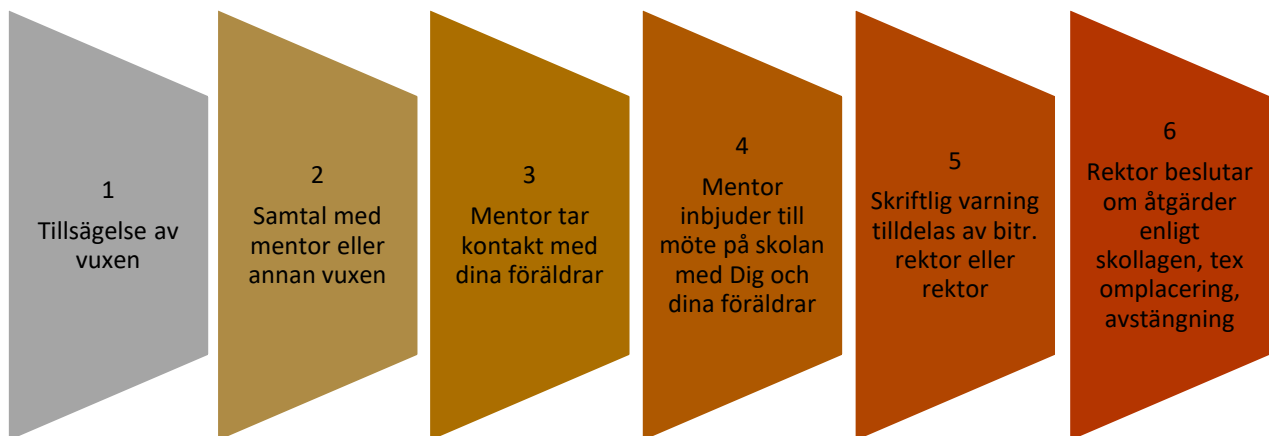 1
Tillsägelse av
vuxen
2
Samtal med
mentor eller
annan vuxen
3
Mentor tar
kontakt med
dina föräldrar
4
Mentor
inbjuder till
möte på skolan
med Dig och
dina föräldrar
5
Skriftlig varning
tilldelas av bitr.
rektor eller
rektor
6
Rektor beslutar
om åtgärder
enligt
skollagen, tex
omplacering,
avstängning